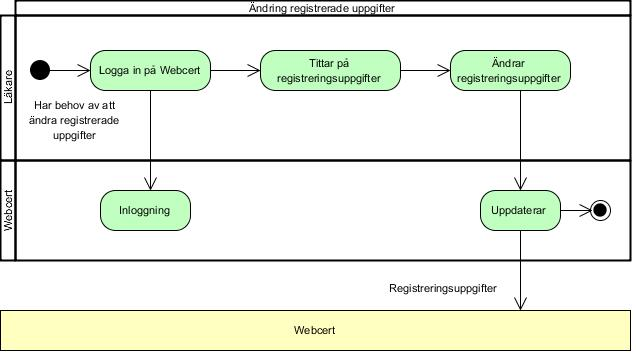 Ändring registrerade uppgifter
Läkare
Logga in på Webcert
Tittar på
registreringsuppgifter
Ändrar
registreringsuppgifter
Har behov av att
ändra registrerade
uppgifter
Webcert
Inloggning
Uppdaterar
Registreringsuppgifter
Webcert